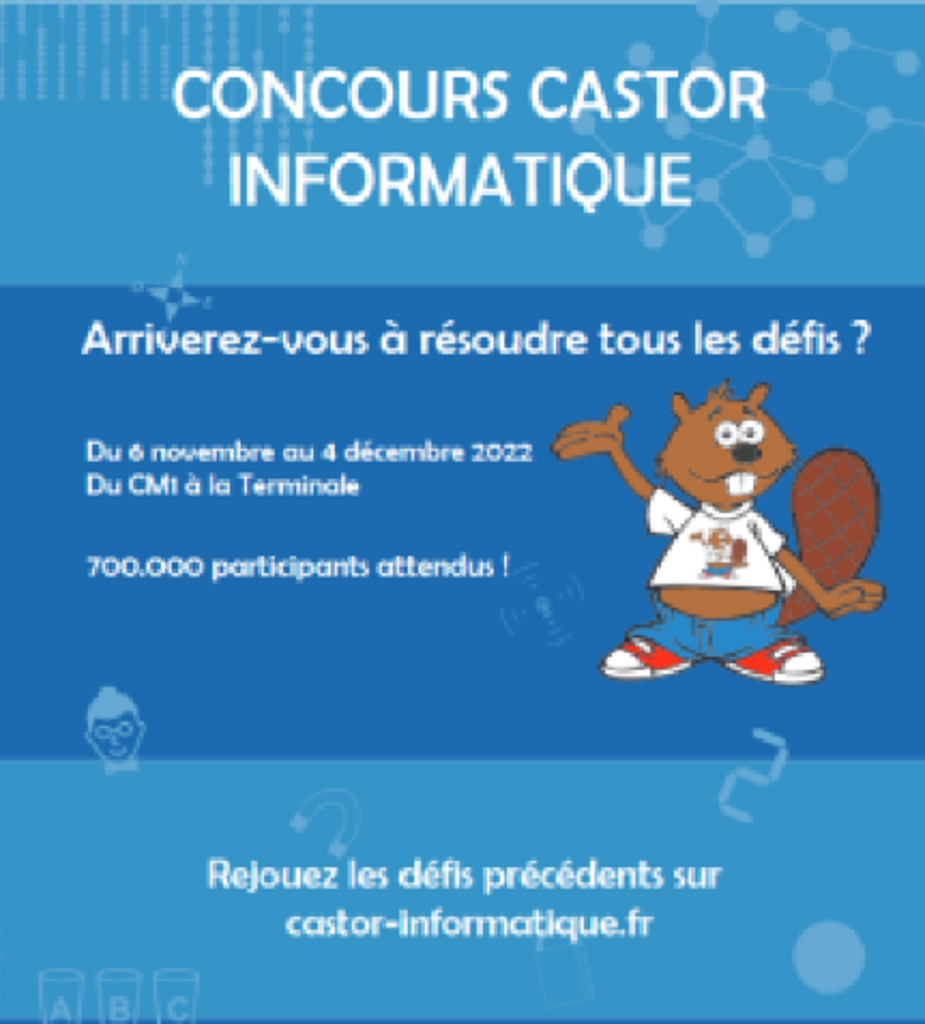 CONCOURS CASTOR
INFORMATIQUE
N
O E
Arriverez-vous à résoudre tous les défis ?
Du 6 novembre au 4 décembre 2022
Du CM1 à la Terminale
700.000 participants attendus !
2
Rejouez les défis précédents sur
castor-informatique.fr
A B C